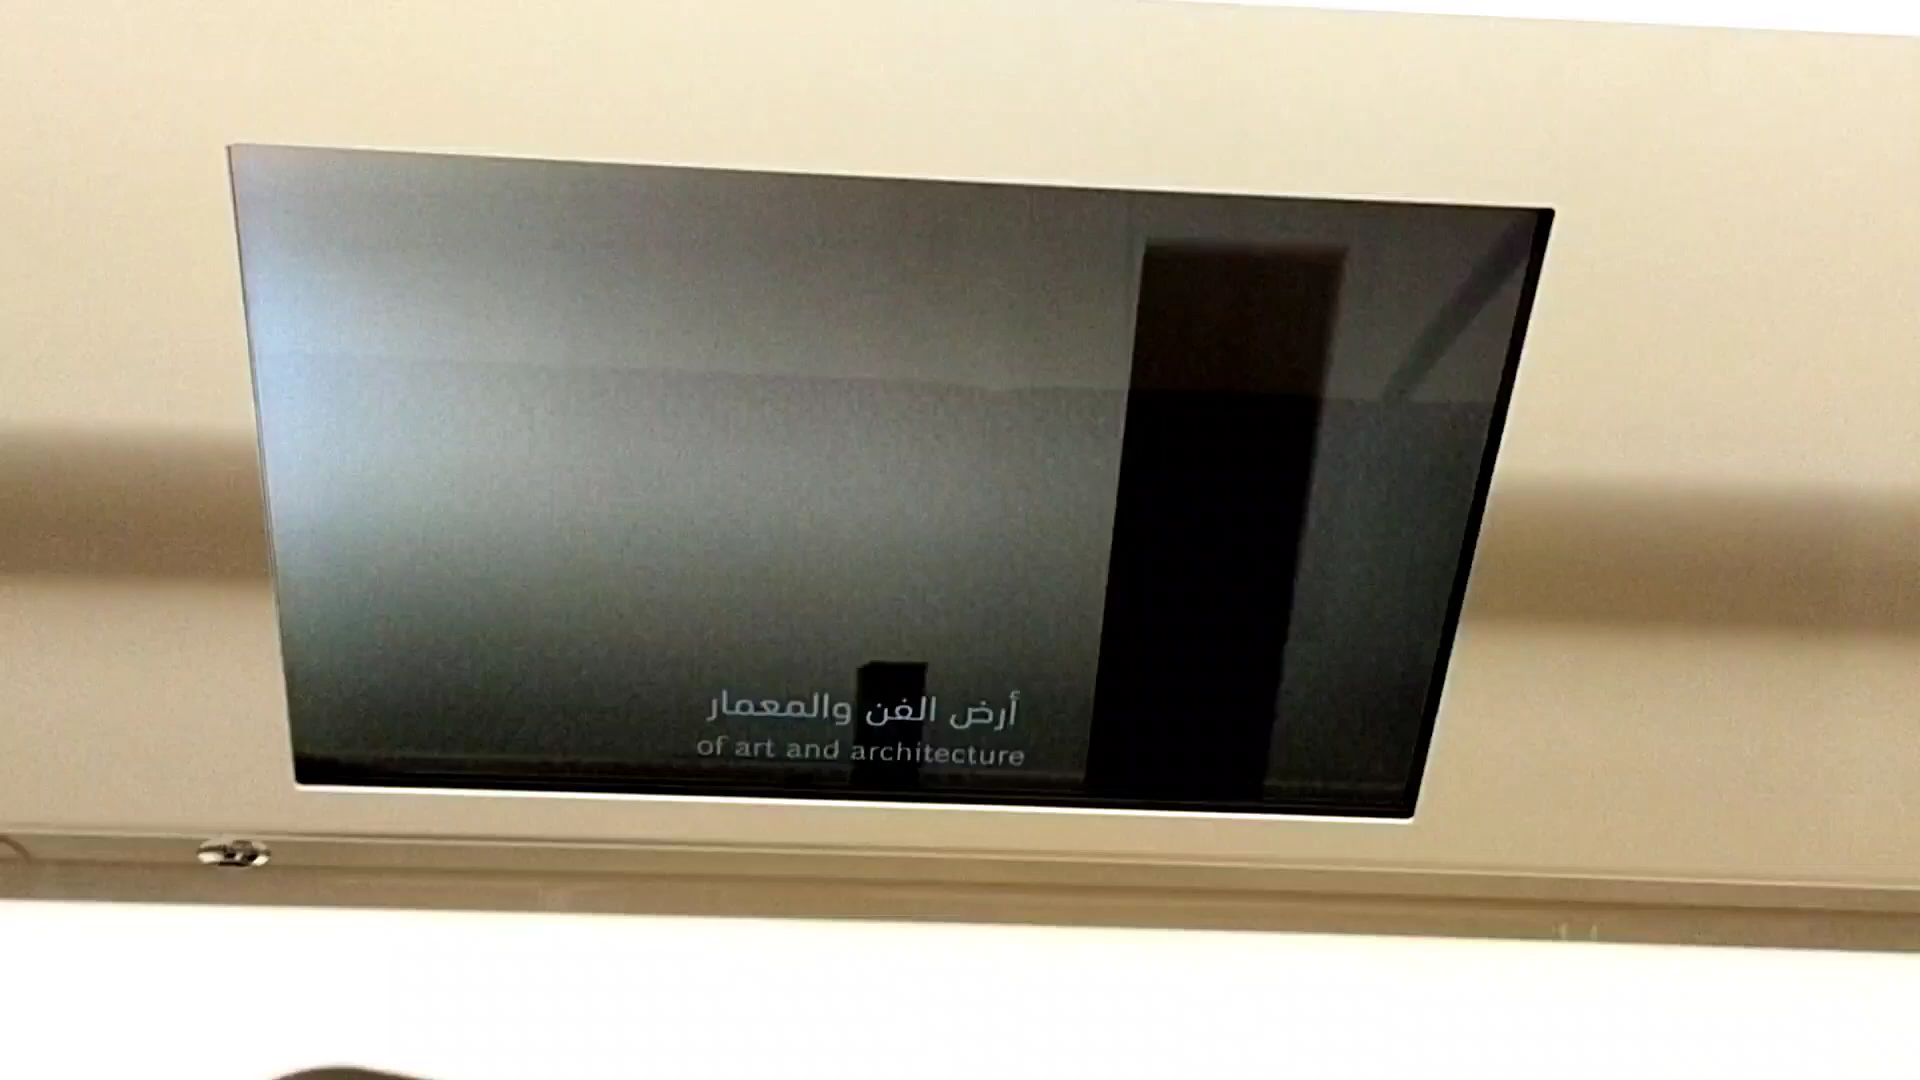 أرض الفن والمعمار
of art and architecture